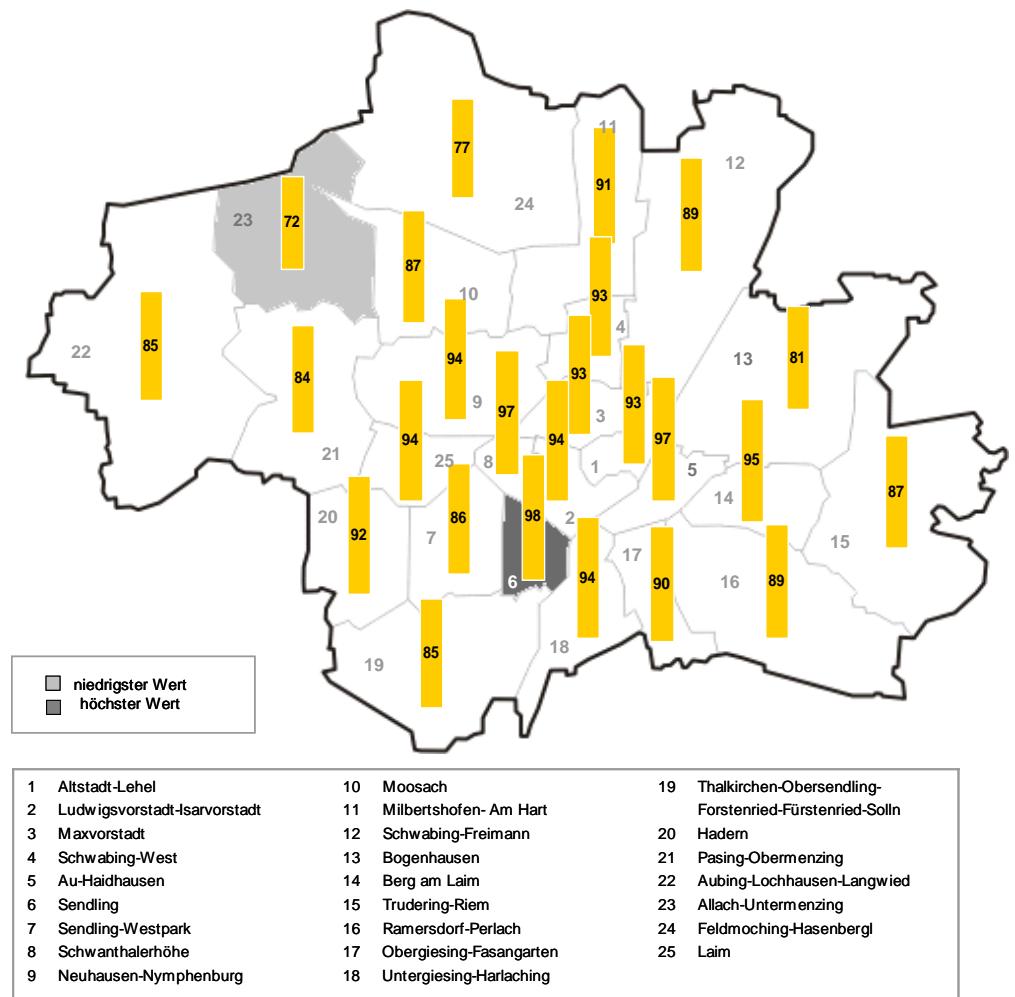 11
12
77
91
89
24
23
72
87
10
93
4
22
85
84
94
93
93
13
81
9
3
97
94
94
97
95
21
25
8
1
5
14
87
20
92
7
86
98
2
6
94
17
90
16
89
15
19
85
18
niedrigster Wert
höchster Wert
1 Altstadt-Lehel
2 Ludwigsvorstadt-Isarvorstadt
3 Maxvorstadt
4 Schwabing-West
5 Au-Haidhausen
6 Sendling
7 Sendling-Westpark
8 Schwanthalerhöhe
9 Neuhausen-Nymphenburg
10 Moosach
11 Milbertshofen- Am Hart
12 Schwabing-Freimann
13 Bogenhausen
14 Berg am Laim
15 Trudering-Riem
16 Ramersdorf-Perlach
17 Obergiesing-Fasangarten
18 Untergiesing-Harlaching
19 Thalkirchen-Obersendling-
Forstenried-Fürstenried-Solln
20 Hadern
21 Pasing-Obermenzing
22 Aubing-Lochhausen-Langwied
23 Allach-Untermenzing
24 Feldmoching-Hasenbergl
25 Laim